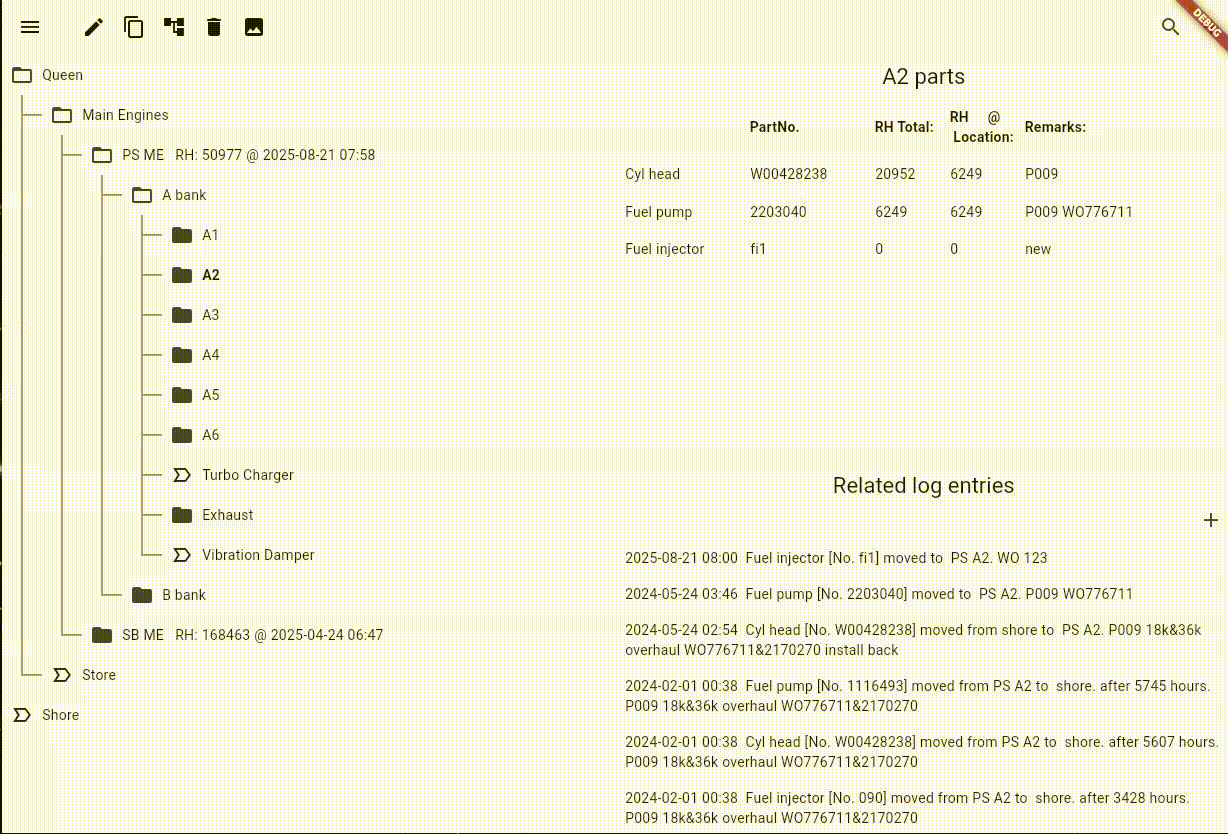 DEBUG
Queen
Main Engines
PS ME RH: 50977 @ 2025-08-21 07:58
A bank
A1
A2
A3
A4
A5
A6
Turbo Charger
Exhaust
Vibration Damper
B bank
SB ME RH: 168463 @ 2025-04-24 06:47
Store
Shore
A2 parts
PartNo. RH Total: RH @ Location: Remarks:
Cyl head W00428238 20952 6249 P009
Fuel pump 2203040 6249 6249 P009 WO776711
Fuel injector fi1 0 0 new
Related log entries
2025-08-21 08:00 Fuel injector [No. fi1] moved to PS A2. WO 123
2024-05-24 03:46 Fuel pump [No. 2203040] moved to PS A2. P009 WO776711
2024-05-24 02:54 Cyl head [No. W00428238] moved from shore to PS A2. P009 18k&36k
overhaul WO776711&2170270 install back
2024-02-01 00:38 Fuel pump [No. 1116493] moved from PS A2 to shore. after 5745 hours.
P009 18k&36k overhaul WO776711&2170270
2024-02-01 00:38 Cyl head [No. W00428238] moved from PS A2 to shore. after 5607 hours.
P009 18k&36k overhaul WO776711&2170270
2024-02-01 00:38 Fuel injector [No. 090] moved from PS A2 to shore. after 3428 hours.
P009 18k&36k overhaul WO776711&2170270